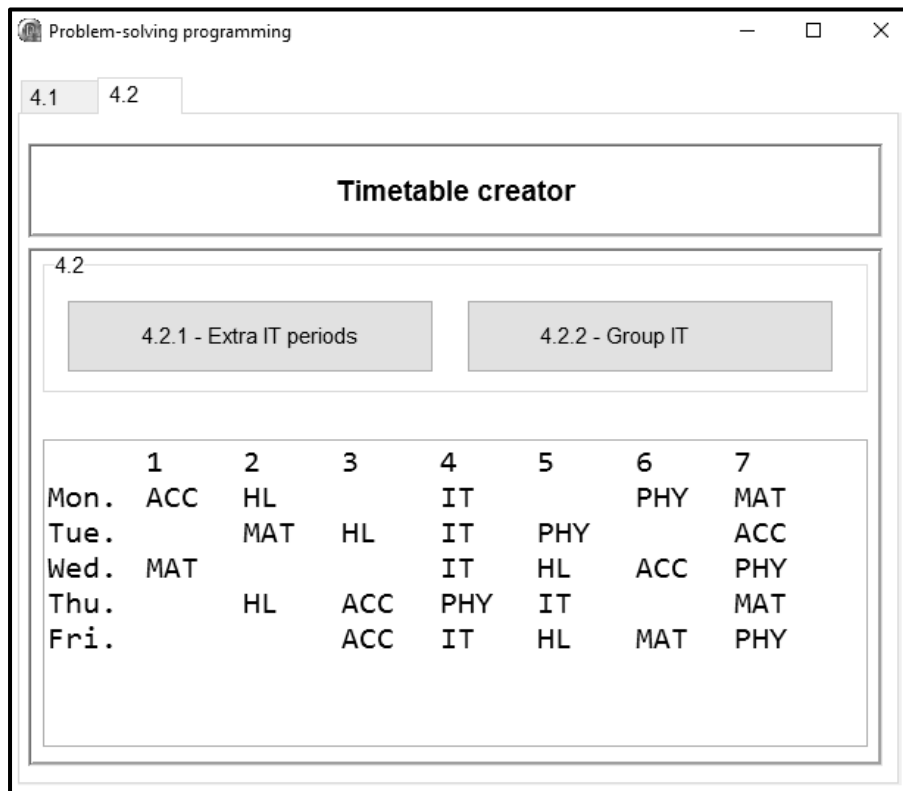 Problem-solving programming
4.1 4.2
Timetable creator
4.2
4.2.1 - Extra IT periods 4.2.2 - Group IT
1 2 3 4 5 6 7
Mon. ACC HL IT PHY MAT
Tue. MAT HL IT PHY ACC
Wed. MAT IT HL ACC PHY
Thu. HL ACC PHY IT MAT
Fri. ACC IT HL MAT PHY